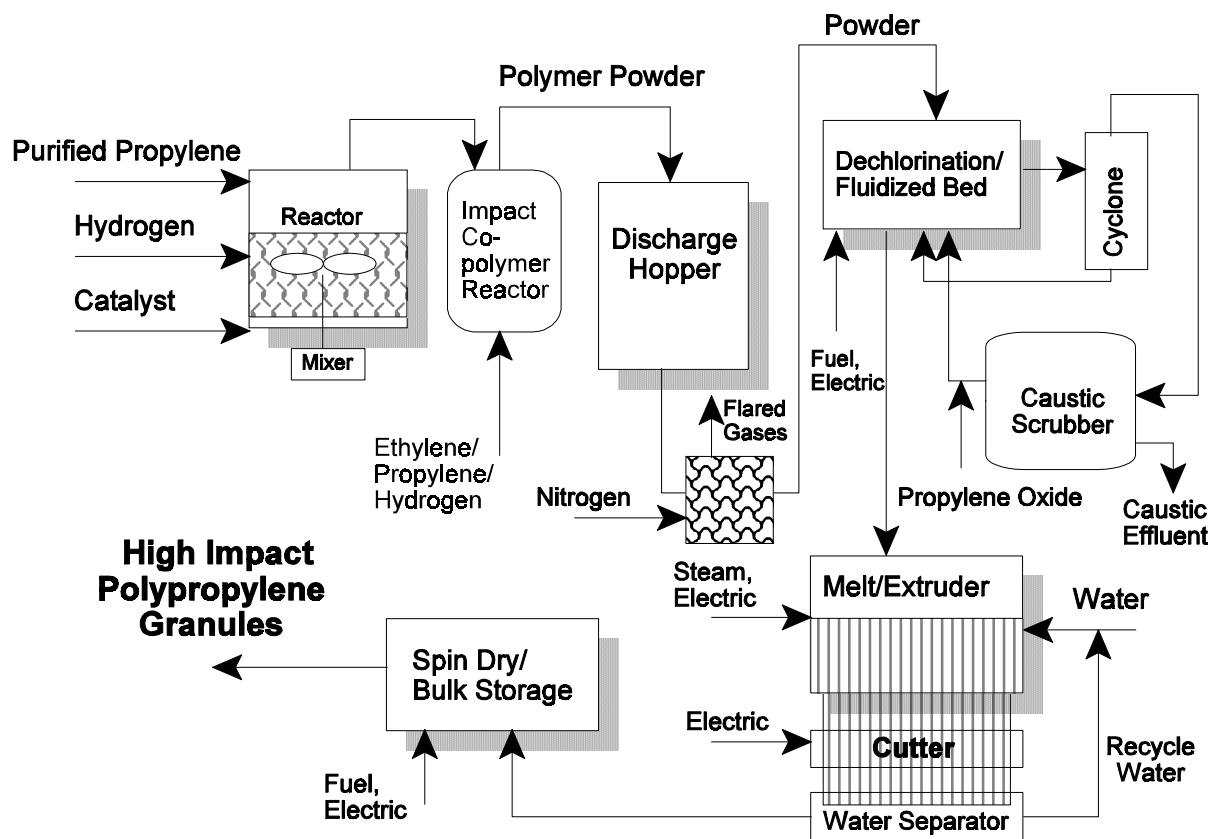 Powder
Polymer Powder
Purified Propylene
Hydrogen
Catalyst
Reactor
Mixer
Impact
Co-
polymer
Reactor
Ethylene/
Propylene/
Hydrogen
Discharge
Hopper
Flared
Gases
Nitrogen
Dechlorination/
Fluidized Bed
Cyclone
Fuel,
Electric
Caustic
Scrubber
Propylene Oxide
Caustic
Effluent
Steam,
Electric
Melt/Extruder
Water
Electric
Cutter
Recycle
Water
Water Separator
Spin Dry/
Bulk Storage
Fuel,
Electric
High Impact
Polypropylene
Granules